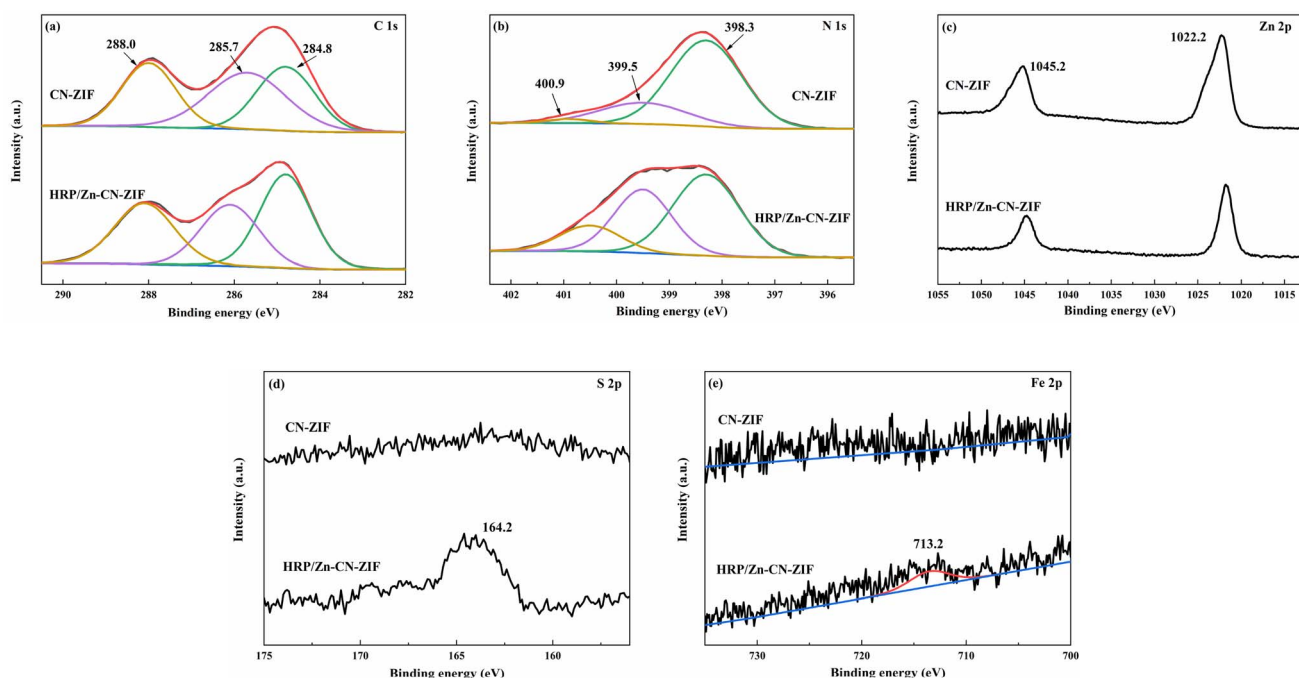 (a)
C 1s
288.0
285.7
284.8
CN-ZIF
HRP/Zn-CN-ZIF
Intensity (a.u.)
290 288 286 284 282
Binding energy (eV)
(b)
N 1s
398.3
399.5
400.9
CN-ZIF
HRP/Zn-CN-ZIF
Intensity (a.u.)
402 401 400 399 398 397 396
Binding energy (eV)
(c)
Zn 2p
1022.2
1045.2
CN-ZIF
HRP/Zn-CN-ZIF
Intensity (a.u.)
1055 1050 1045 1040 1035 1030 1025 1020 1015
Binding energy (eV)
(d)
S 2p
CN-ZIF
164.2
HRP/Zn-CN-ZIF
Intensity (a.u.)
175 170 165 160
Binding energy (eV)
(e)
Fe 2p
CN-ZIF
713.2
HRP/Zn-CN-ZIF
Intensity (a.u.)
730 720 710 700
Binding energy (eV)